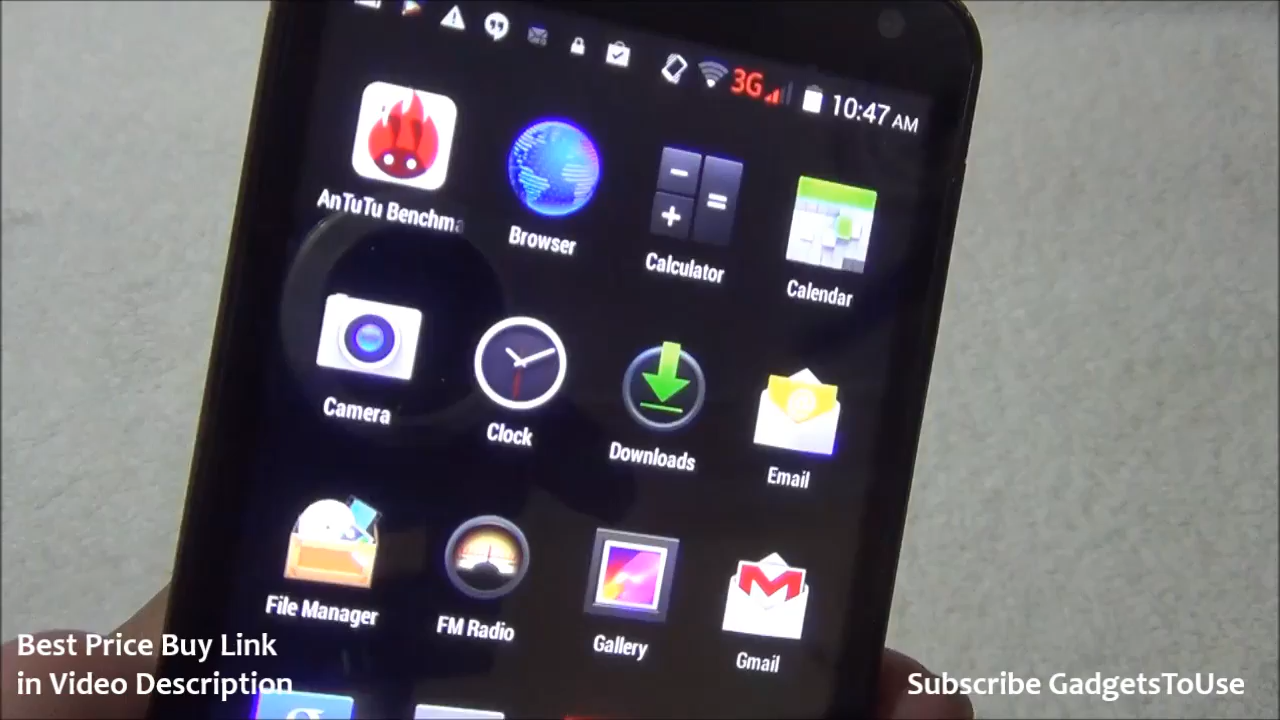 3G 10:47 AM
AnTuTu Benchma
Browser
Calculator
Calendar
Camera
Clock
Downloads
Email
File Manager
FM Radio
Gallery
Gmail
Best Price Buy Link
in Video Description
Subscribe GadgetsToUse